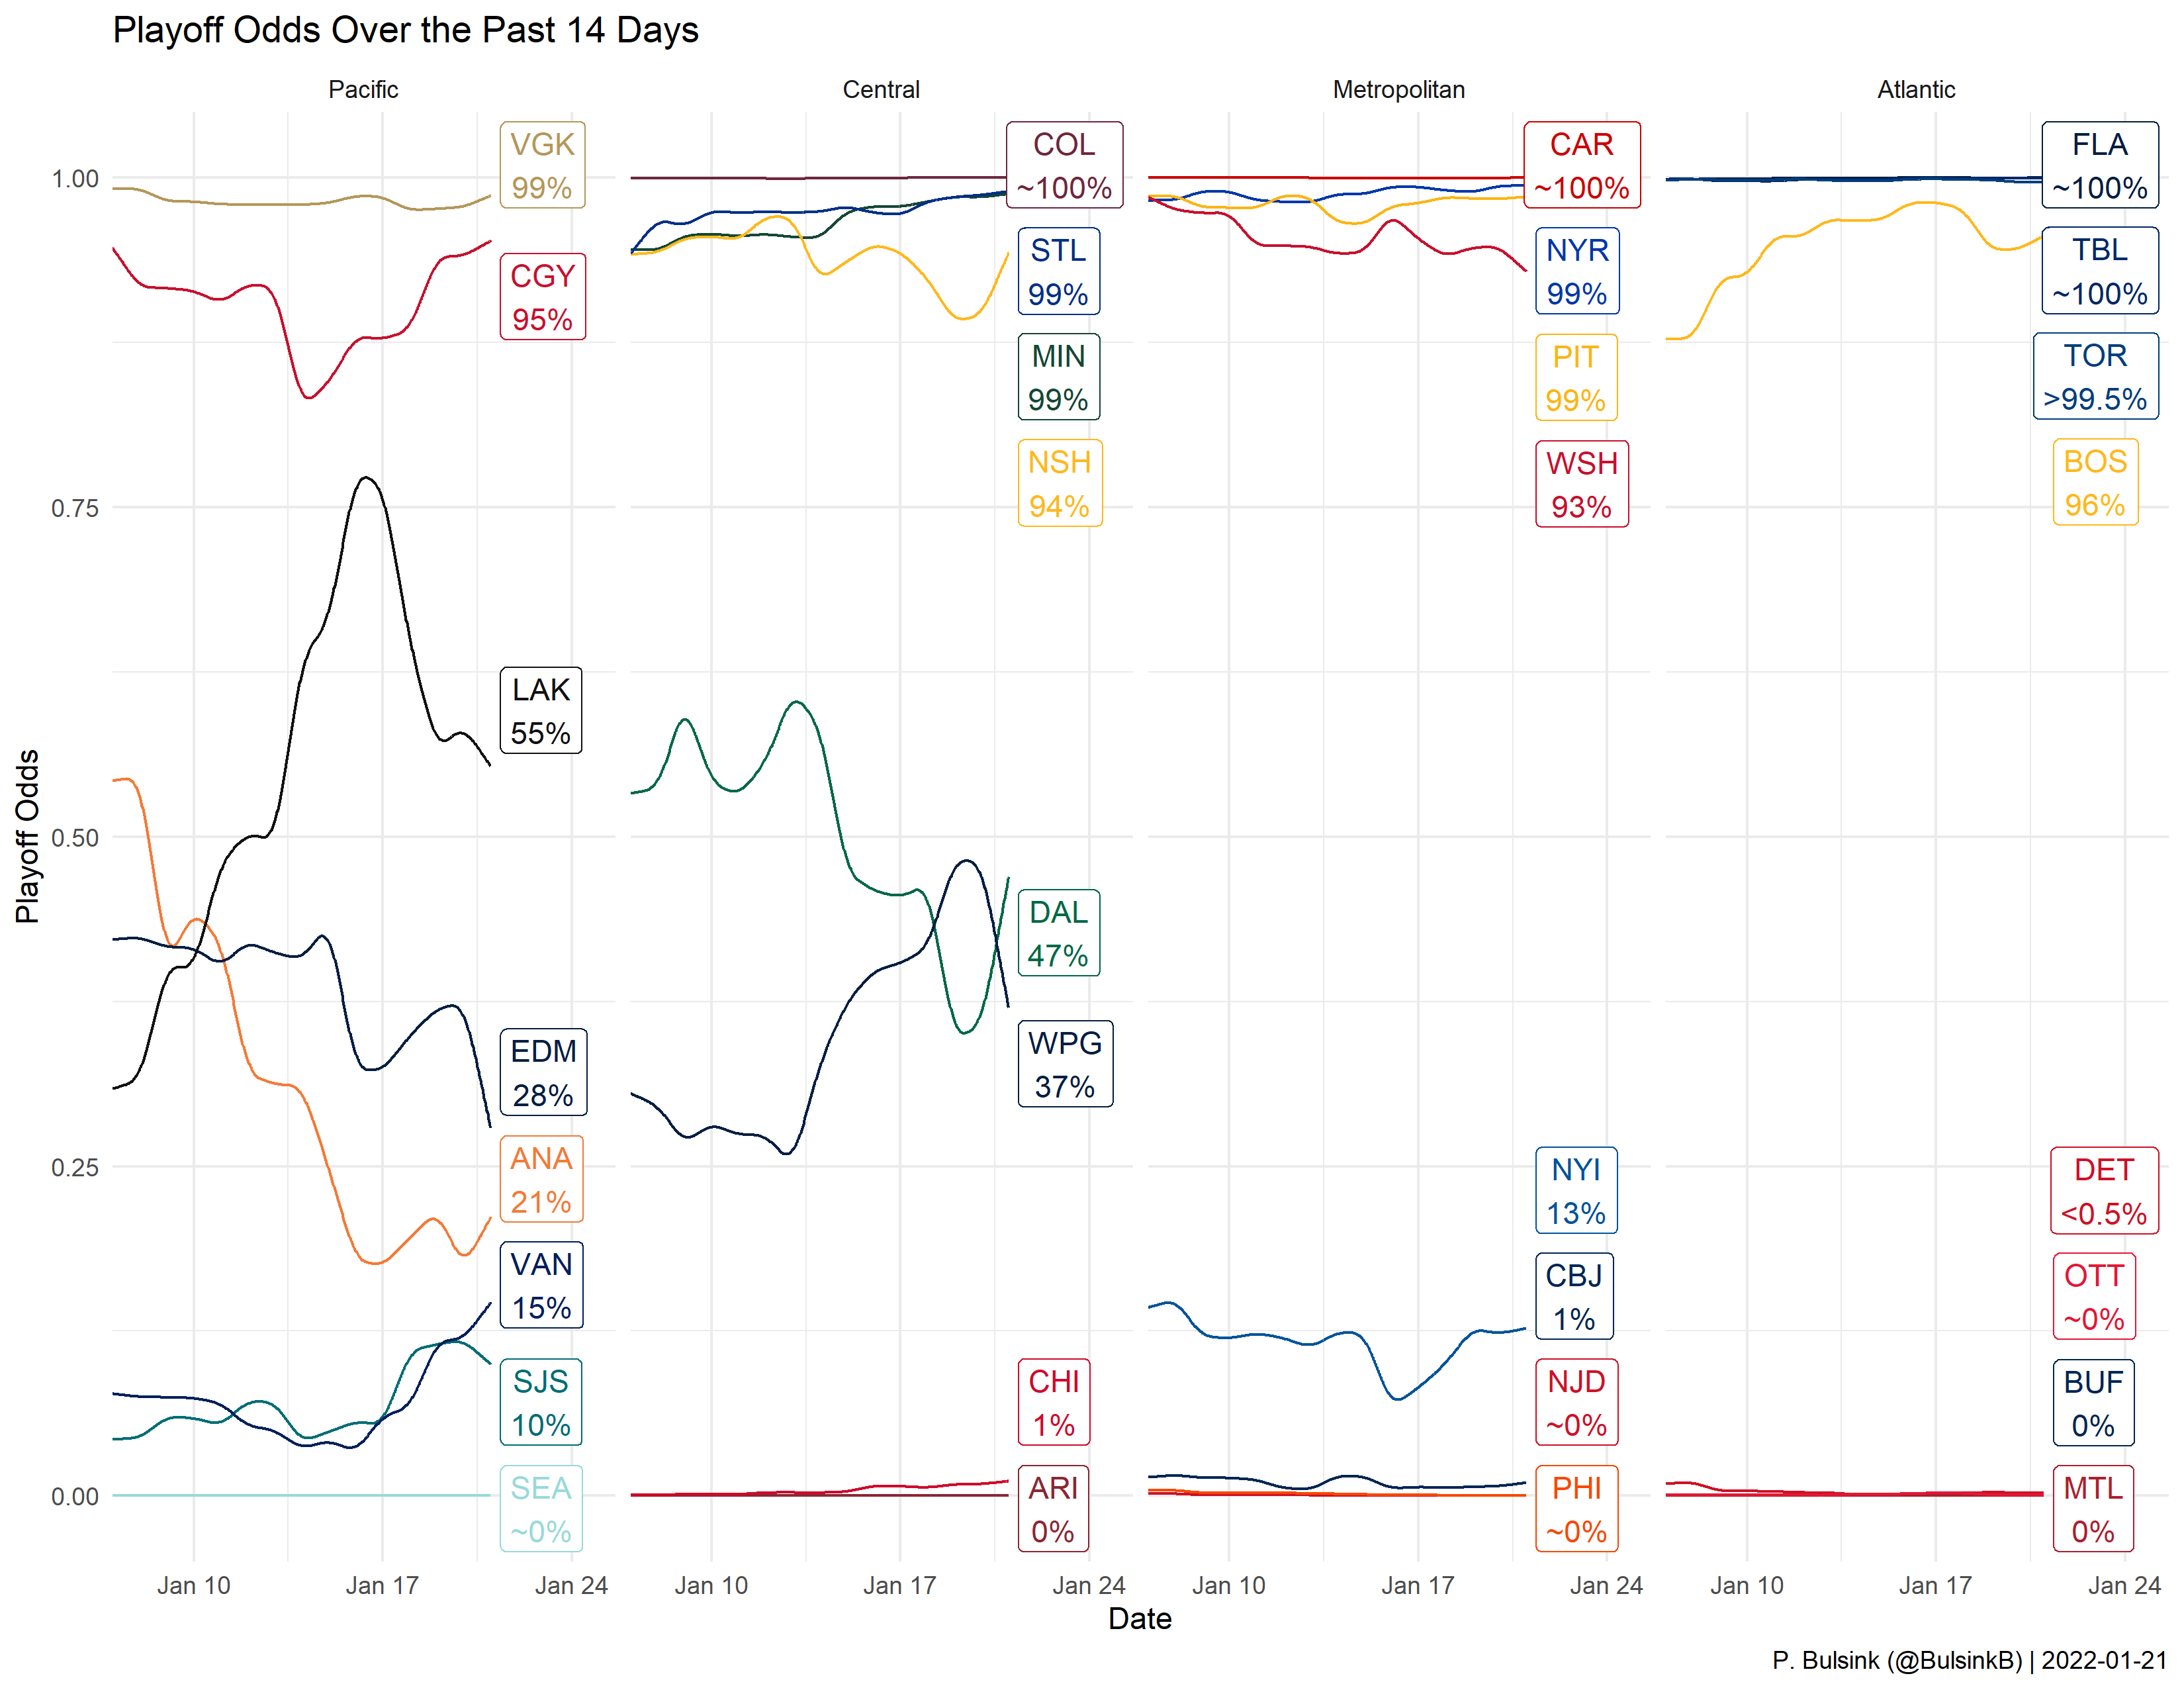 Playoff Odds Over the Past 14 Days
Pacific
Central
Metropolitan
Atlantic
Playoff Odds
1.00
0.75
0.50
0.25
0.00
VGK
99%
CGY
95%
LAK
55%
EDM
28%
ANA
21%
VAN
15%
SJS
10%
SEA
~0%
COL
~100%
STL
99%
MIN
99%
NSH
94%
DAL
47%
WPG
37%
CHI
1%
ARI
0%
CAR
~100%
NYR
99%
PIT
99%
WSH
93%
NYI
13%
CBJ
1%
NJD
~0%
PHI
~0%
FLA
~100%
TBL
~100%
TOR
>99.5%
BOS
96%
DET
<0.5%
OTT
~0%
BUF
0%
MTL
0%
Jan 10 Jan 17 Jan 24
Jan 10 Jan 17 Jan 24
Jan 10 Jan 17 Jan 24
Jan 10 Jan 17 Jan 24
Date
P. Bulsink (@BulsinkB) | 2022-01-21